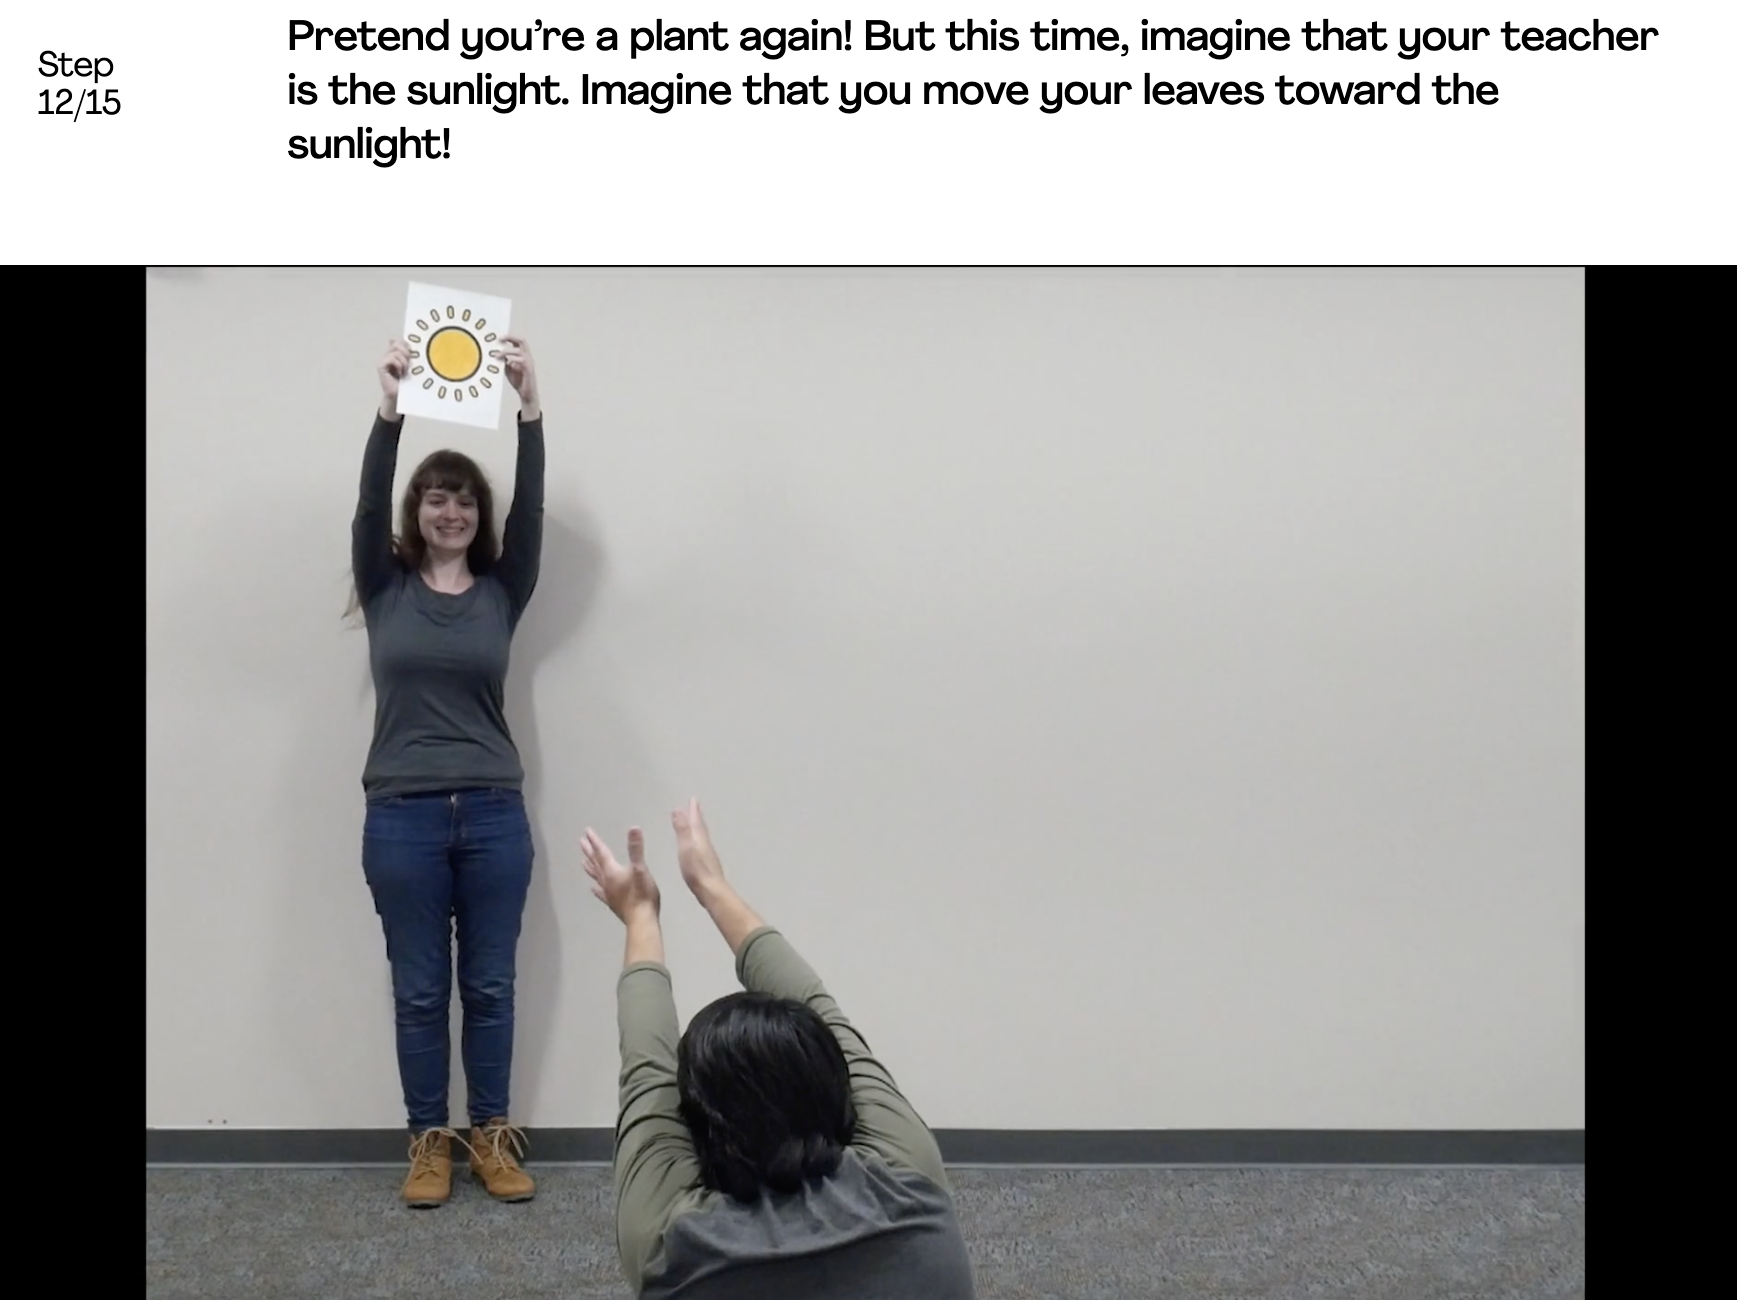 Step
12/15
Pretend you’re a plant again! But this time, imagine that your teacher
is the sunlight. Imagine that you move your leaves toward the
sunlight!